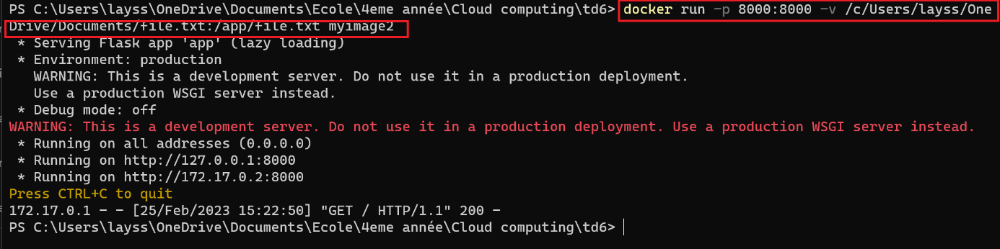 PS C:\Users\layss\OneDrive\Documents\Ecole\4eme année\Cloud computing\td6> docker run -p 8000:8000 -v /c/Users/layss/One
Drive/Documents/file.txt:/app/file.txt myimage2
 * Serving Flask app 'app' (lazy loading)
 * Environment: production
   WARNING: This is a development server. Do not use it in a production deployment.
   Use a production WSGI server instead.
 * Debug mode: off
WARNING: This is a development server. Do not use it in a production deployment. Use a production WSGI server instead.
 * Running on all addresses (0.0.0.0)
 * Running on http://127.0.0.1:8000
 * Running on http://172.17.0.2:8000
Press CTRL+C to quit
172.17.0.1 - - [25/Feb/2023 15:22:50] "GET / HTTP/1.1" 200 -
PS C:\Users\layss\OneDrive\Documents\Ecole\4eme année\Cloud computing\td6>